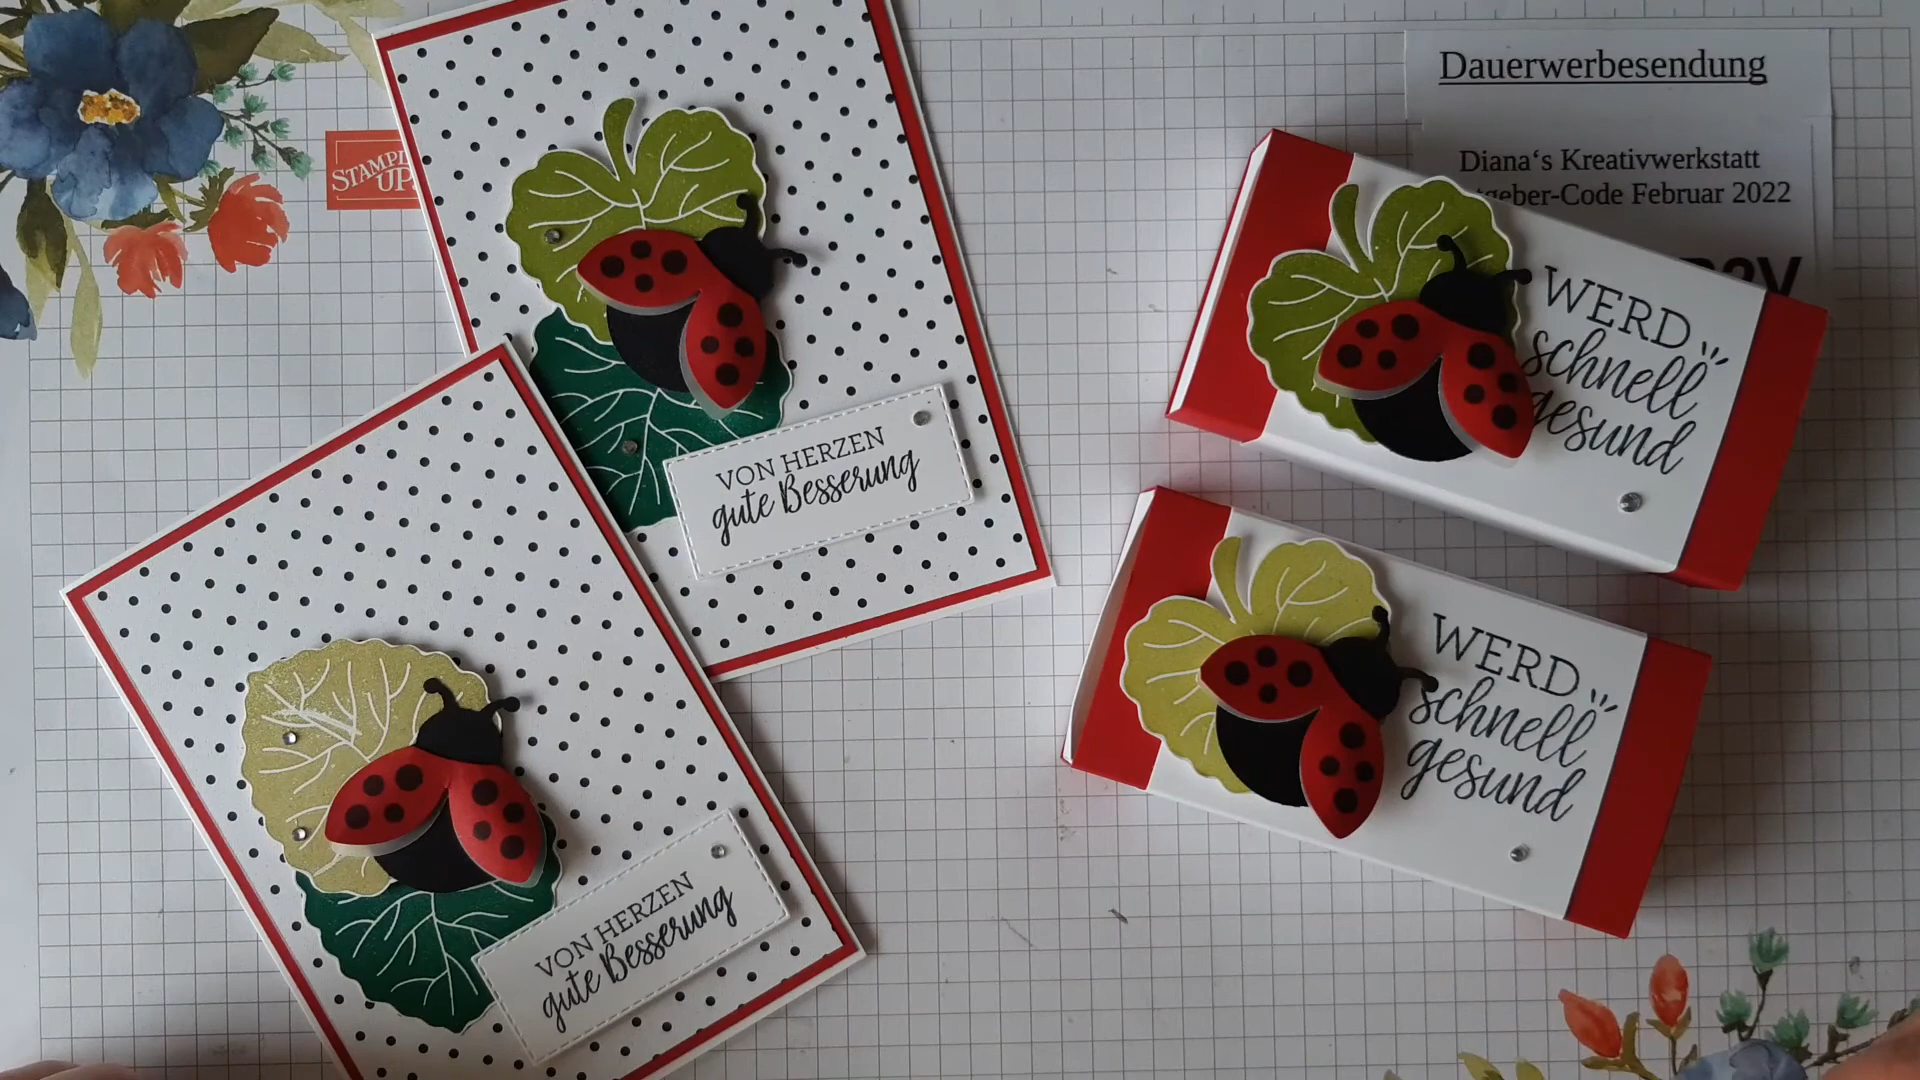 STAMPIN'
UP!
VON HERZEN
gute Besserung
VON HERZEN
gute Besserung
Dauerwerbesendung
Diana‘s Kreativwerkstatt
Februar 2022
WERD
schnell
gesund
WERD
schnell
gesund